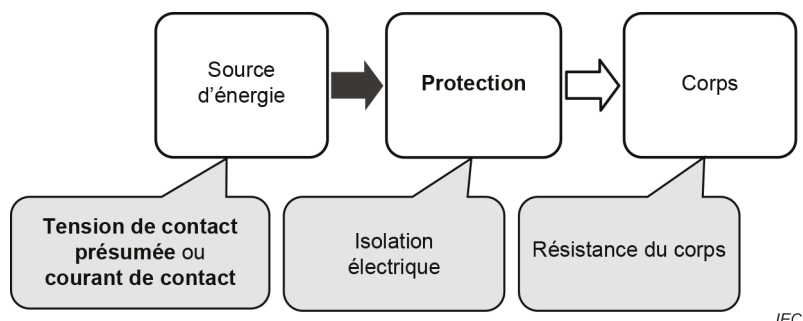 Source
d'énergie
Protection
Corps
Tension de contact
présumée ou
courant de contact
Isolation
électrique
Résistance du corps
IEC